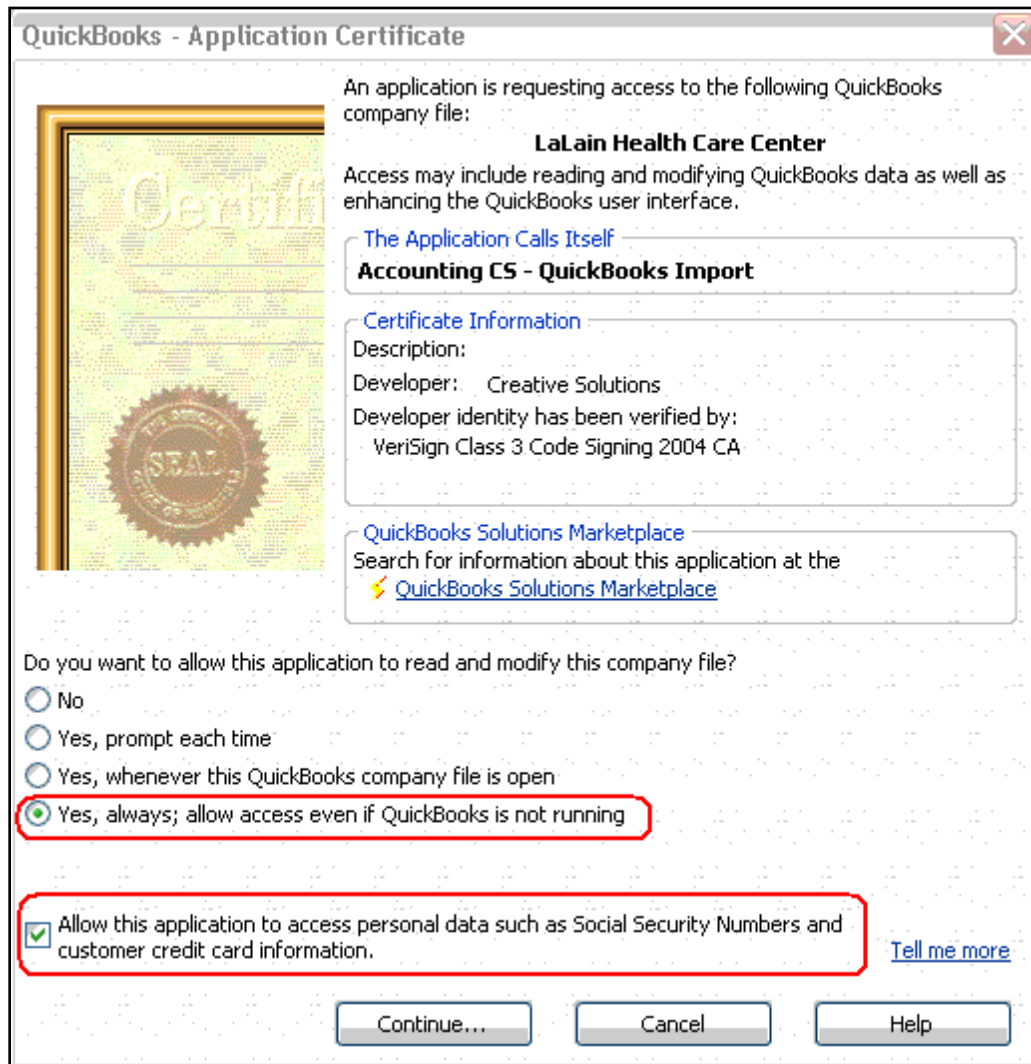 QuickBooks - Application Certificate
An application is requesting access to the following QuickBooks
company file:
LaLain Health Care Center
Access may include reading and modifying QuickBooks data as well as
enhancing the QuickBooks user interface.
The Application Calls Itself
Accounting CS - QuickBooks Import
Certifi
Certificate Information
Description:
Developer: Creative Solutions
Developer identity has been verified by:
VeriSign Class 3 Code Signing 2004 CA
SEAL
QuickBooks Solutions Marketplace
Search for information about this application at the
QuickBooks Solutions Marketplace
Do you want to allow this application to read and modify this company file?
No
Yes, prompt each time
Yes, whenever this QuickBooks company file is open
Yes, always; allow access even if QuickBooks is not running
Allow this application to access personal data such as Social Security Numbers and
customer credit card information.
Tell me more
Continue... Cancel Help